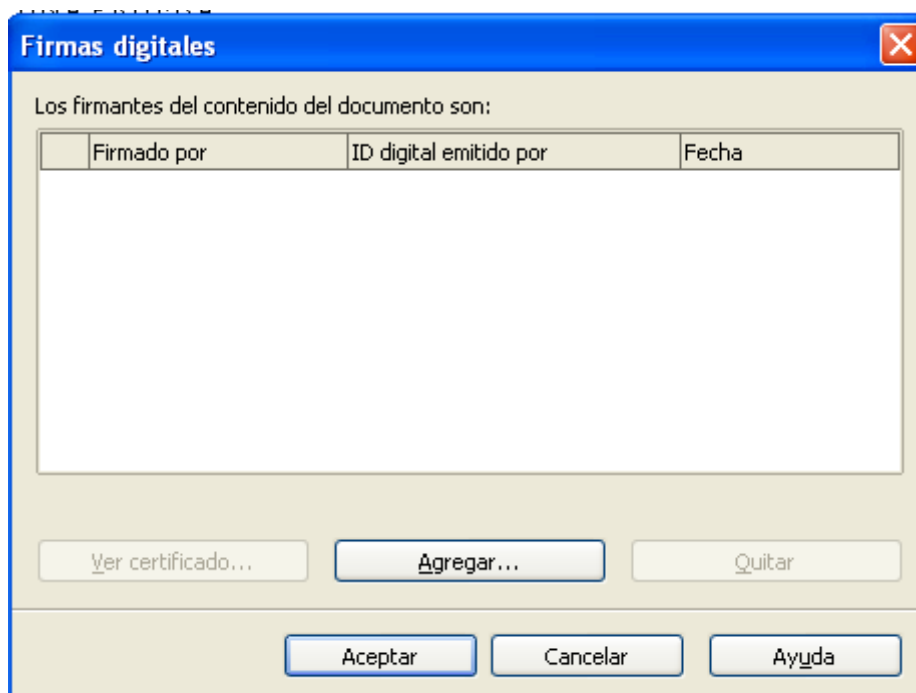 Firmas digitales
Los firmantes del contenido del documento son:
Firmado por ID digital emitido por Fecha
Ver certificado... Agregar... Quitar
Aceptar Cancelar Ayuda